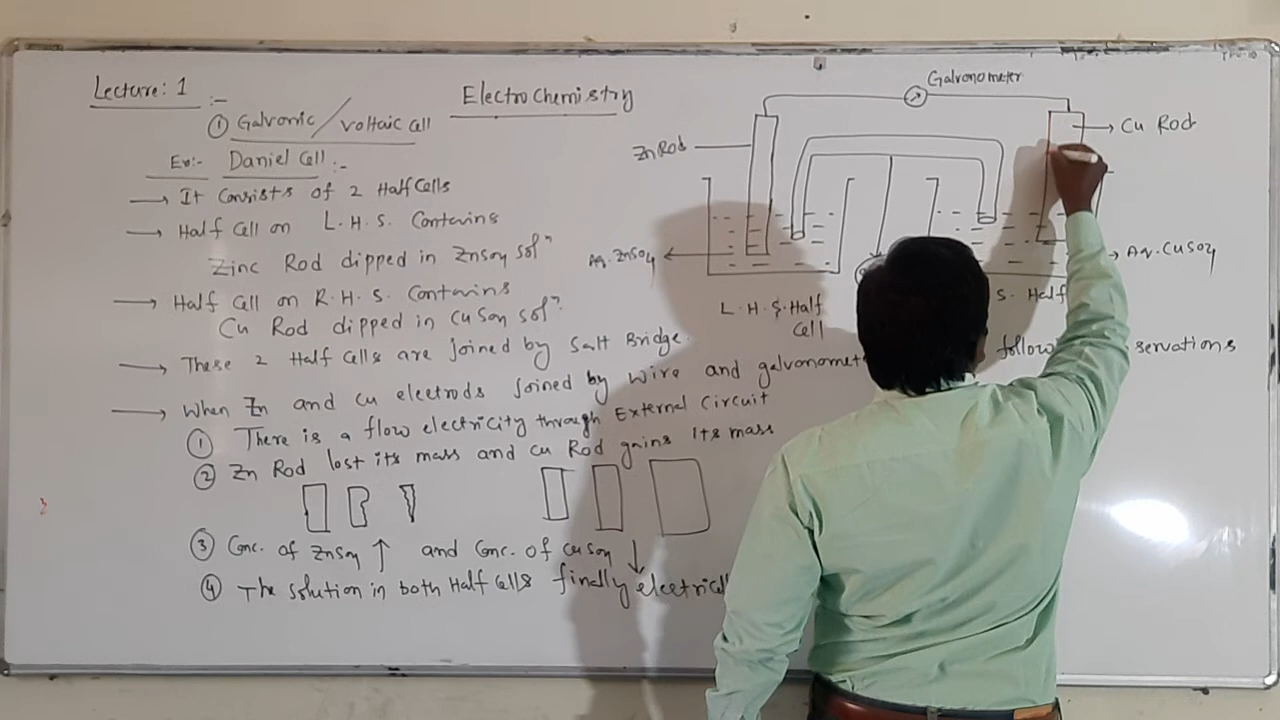 Lecture: 1 :-
ElectroChemistry
① Galvonic/voltaic cell
Ex:- Daniel Cell :-
→ It Consists of 2 Half Cells
→ Half Cell on L.H.S. Contains
Zinc Rod dipped in ZnSO4 solⁿ
→ Half Cell on R.H.S. Contains
Cu Rod dipped in CuSO4 solⁿ.
→ These 2 Half Cells are joined by Salt Bridge.
→ When Zn and Cu electrods joined by wire and galvonomet follow servations
① There is a flow electricity through External Circuit
② Zn Rod lost its mass and Cu Rod gains its mass
③ Conc. of ZnSO4 ↑ and Conc. of CuSO4 ↓
④ The solution in both Half Cells finally electrical
Galvonometer
Zn Rod
Cu Rod
Aq. ZnSO4
Aq. CuSO4
L.H.S. Half
Cell
S. Half